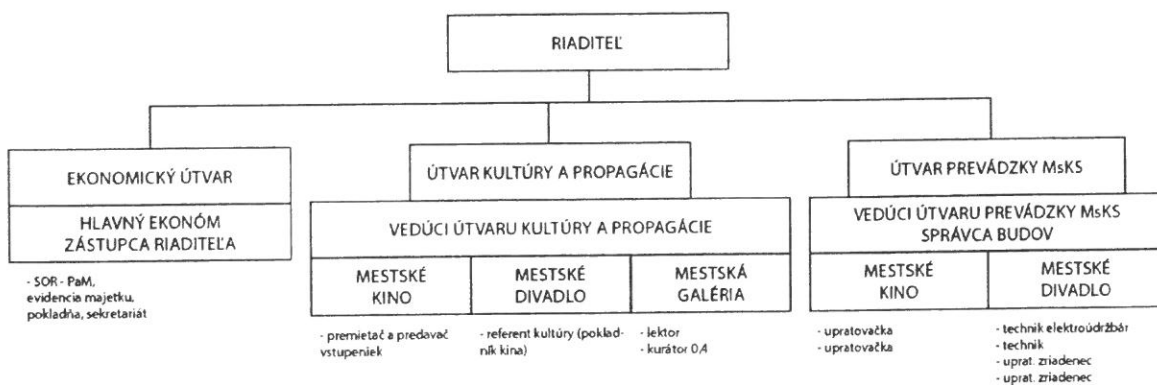 RIADITEĽ
EKONOMICKÝ ÚTVAR
HLAVNÝ EKONÓM
ZÁSTUPCA RIADITEĽA
- SOR - PaM,
evidencia majetku,
pokladňa, sekretariát
ÚTVAR KULTÚRY A PROPAGÁCIE
VEDÚCI ÚTVARU KULTÚRY A PROPAGÁCIE
MESTSKÉ
KINO
- premietač a predavač
vstupeniek
MESTSKÉ
DIVADLO
- referent kultúry (poklad-
ník kina)
MESTSKÁ
GALÉRIA
- lektor
- kurátor 0,4
ÚTVAR PREVÁDZKY MsKS
VEDÚCI ÚTVARU PREVÁDZKY MsKS
SPRÁVCA BUDOV
MESTSKÉ
KINO
- upratovačka
- upratovačka
MESTSKÉ
DIVADLO
- technik elektroúdržbár
- technik
- uprat. zriadenec
- uprat. zriadenec